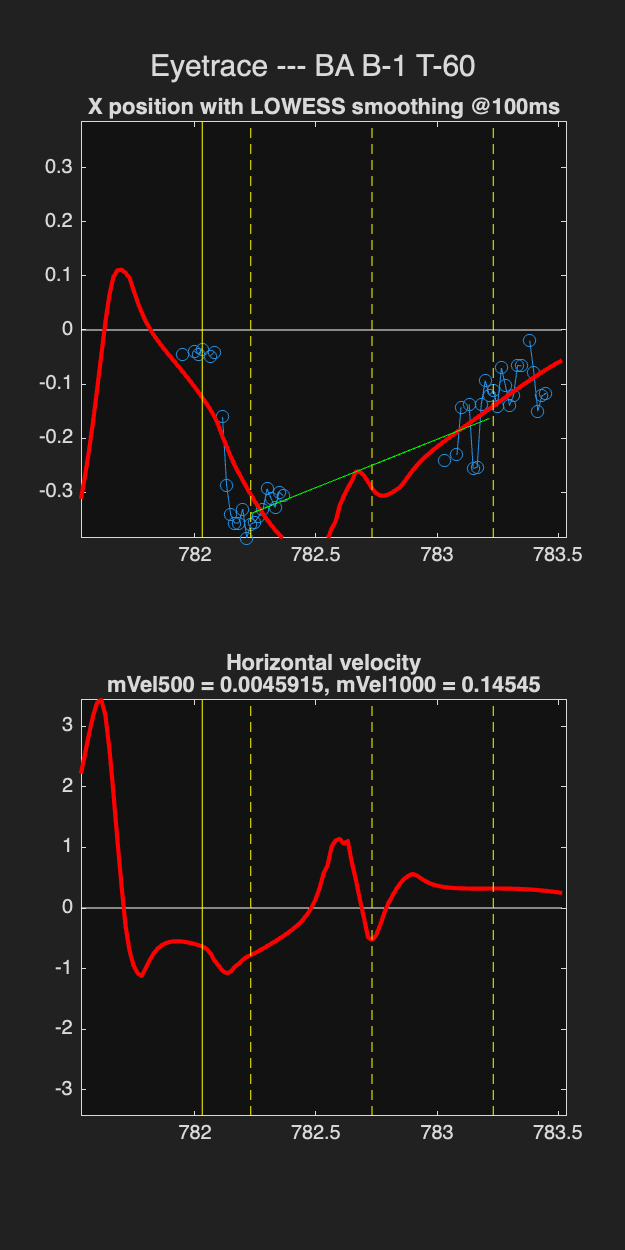 Eyetrace --- BA B-1 T-60
X position with LOWESS smoothing @100ms
0.3
0.2
0.1
0
-0.1
-0.2
-0.3
782 782.5 783 783.5
Horizontal velocity
mVel500 = 0.0045915, mVel1000 = 0.14545
3
2
1
0
-1
-2
-3
782 782.5 783 783.5